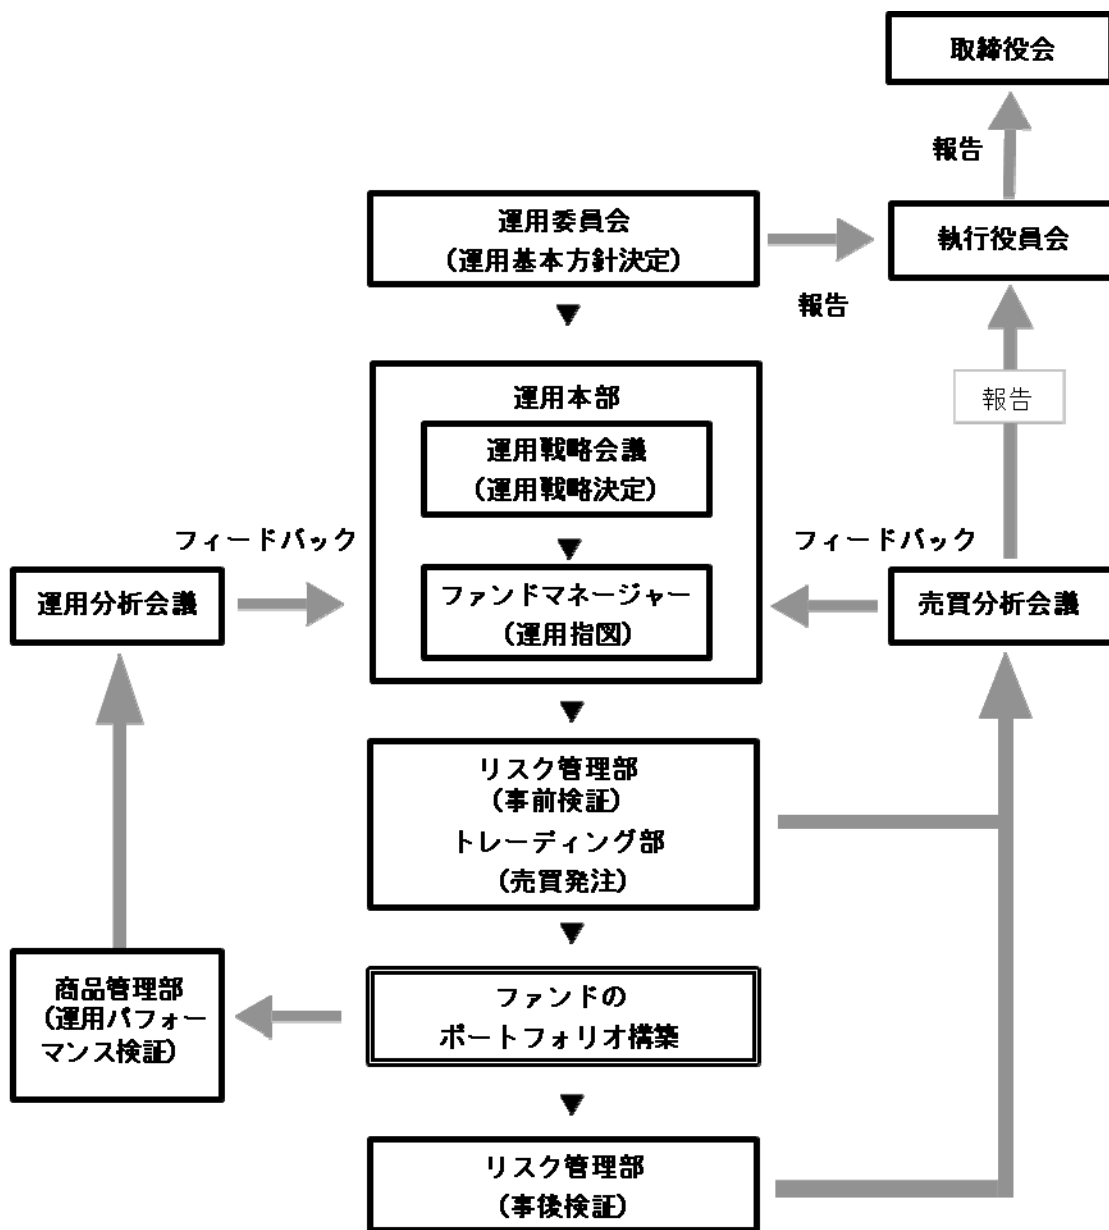 取締役会
報告
運用委員会
(運用基本方針決定)
執行役員会
報告
運用本部
報告
運用戦略会議
(運用戦略決定)
フィードバック
フィードバック
運用分析会議
ファンドマネージャー
(運用指図)
売買分析会議
リスク管理部
(事前検証)
トレーディング部
(売買発注)
商品管理部
(運用パフォー
マンス検証)
ファンドの
ポートフォリオ構築
リスク管理部
(事後検証)